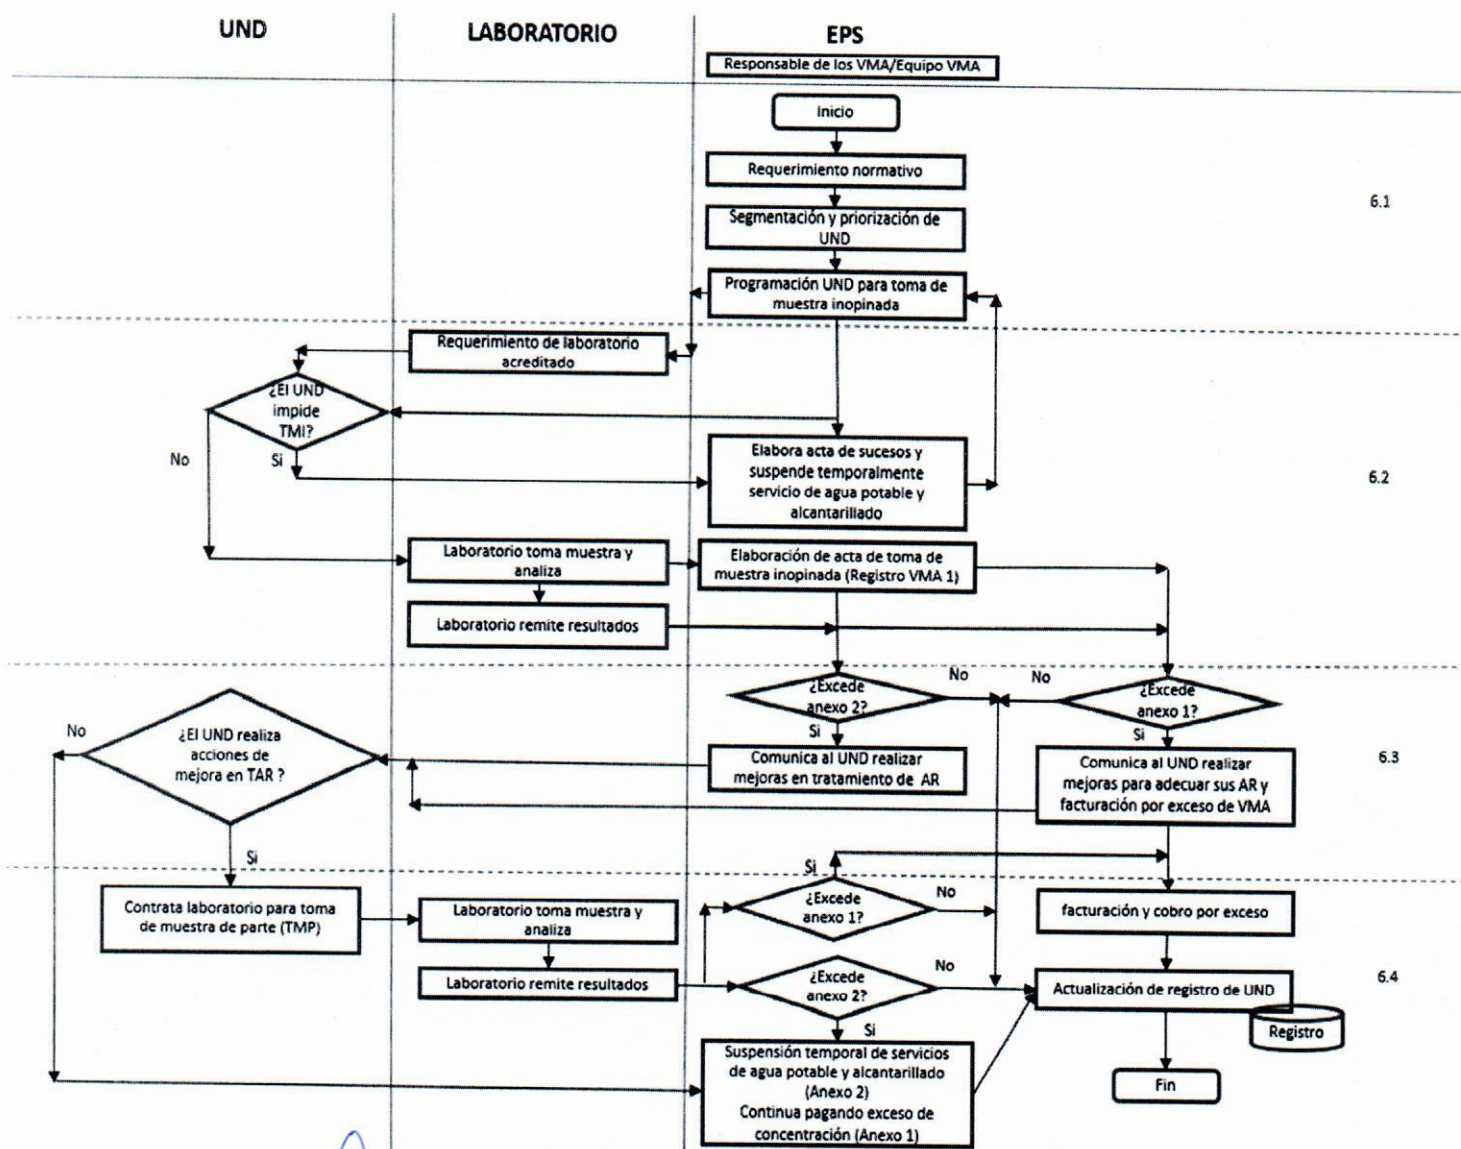 UND
LABORATORIO
EPS
Responsable de los VMA/Equipo VMA
Inicio
Requerimiento normativo
6.1
Segmentación y priorización de
UND
Programación UND para toma de
muestra inopinada
Requerimiento de laboratorio
acreditado
¿El UND
impide
TMI?
No
Si
Elabora acta de sucesos y
suspende temporalmente
servicio de agua potable y
alcantarillado
6.2
Laboratorio toma muestra y
analiza
Elaboración de acta de toma de
muestra inopinada (Registro VMA 1)
Laboratorio remite resultados
¿Excede
anexo 2?
No
No
¿Excede
anexo 1?
Si
Si
No
¿El UND realiza
acciones de
mejora en TAR ?
Comunica al UND realizar
mejoras en tratamiento de AR
Comunica al UND realizar
mejoras para adecuar sus AR y
facturación por exceso de VMA
6.3
Si
Si
Contrata laboratorio para toma
de muestra de parte (TMP)
Laboratorio toma muestra y
analiza
¿Excede
anexo 1?
No
facturación y cobro por exceso
Laboratorio remite resultados
¿Excede
anexo 2?
No
Actualización de registro de UND
6.4
Registro
Si
Suspensión temporal de servicios
de agua potable y alcantarillado
(Anexo 2)
Continua pagando exceso de
concentración (Anexo 1)
Fin